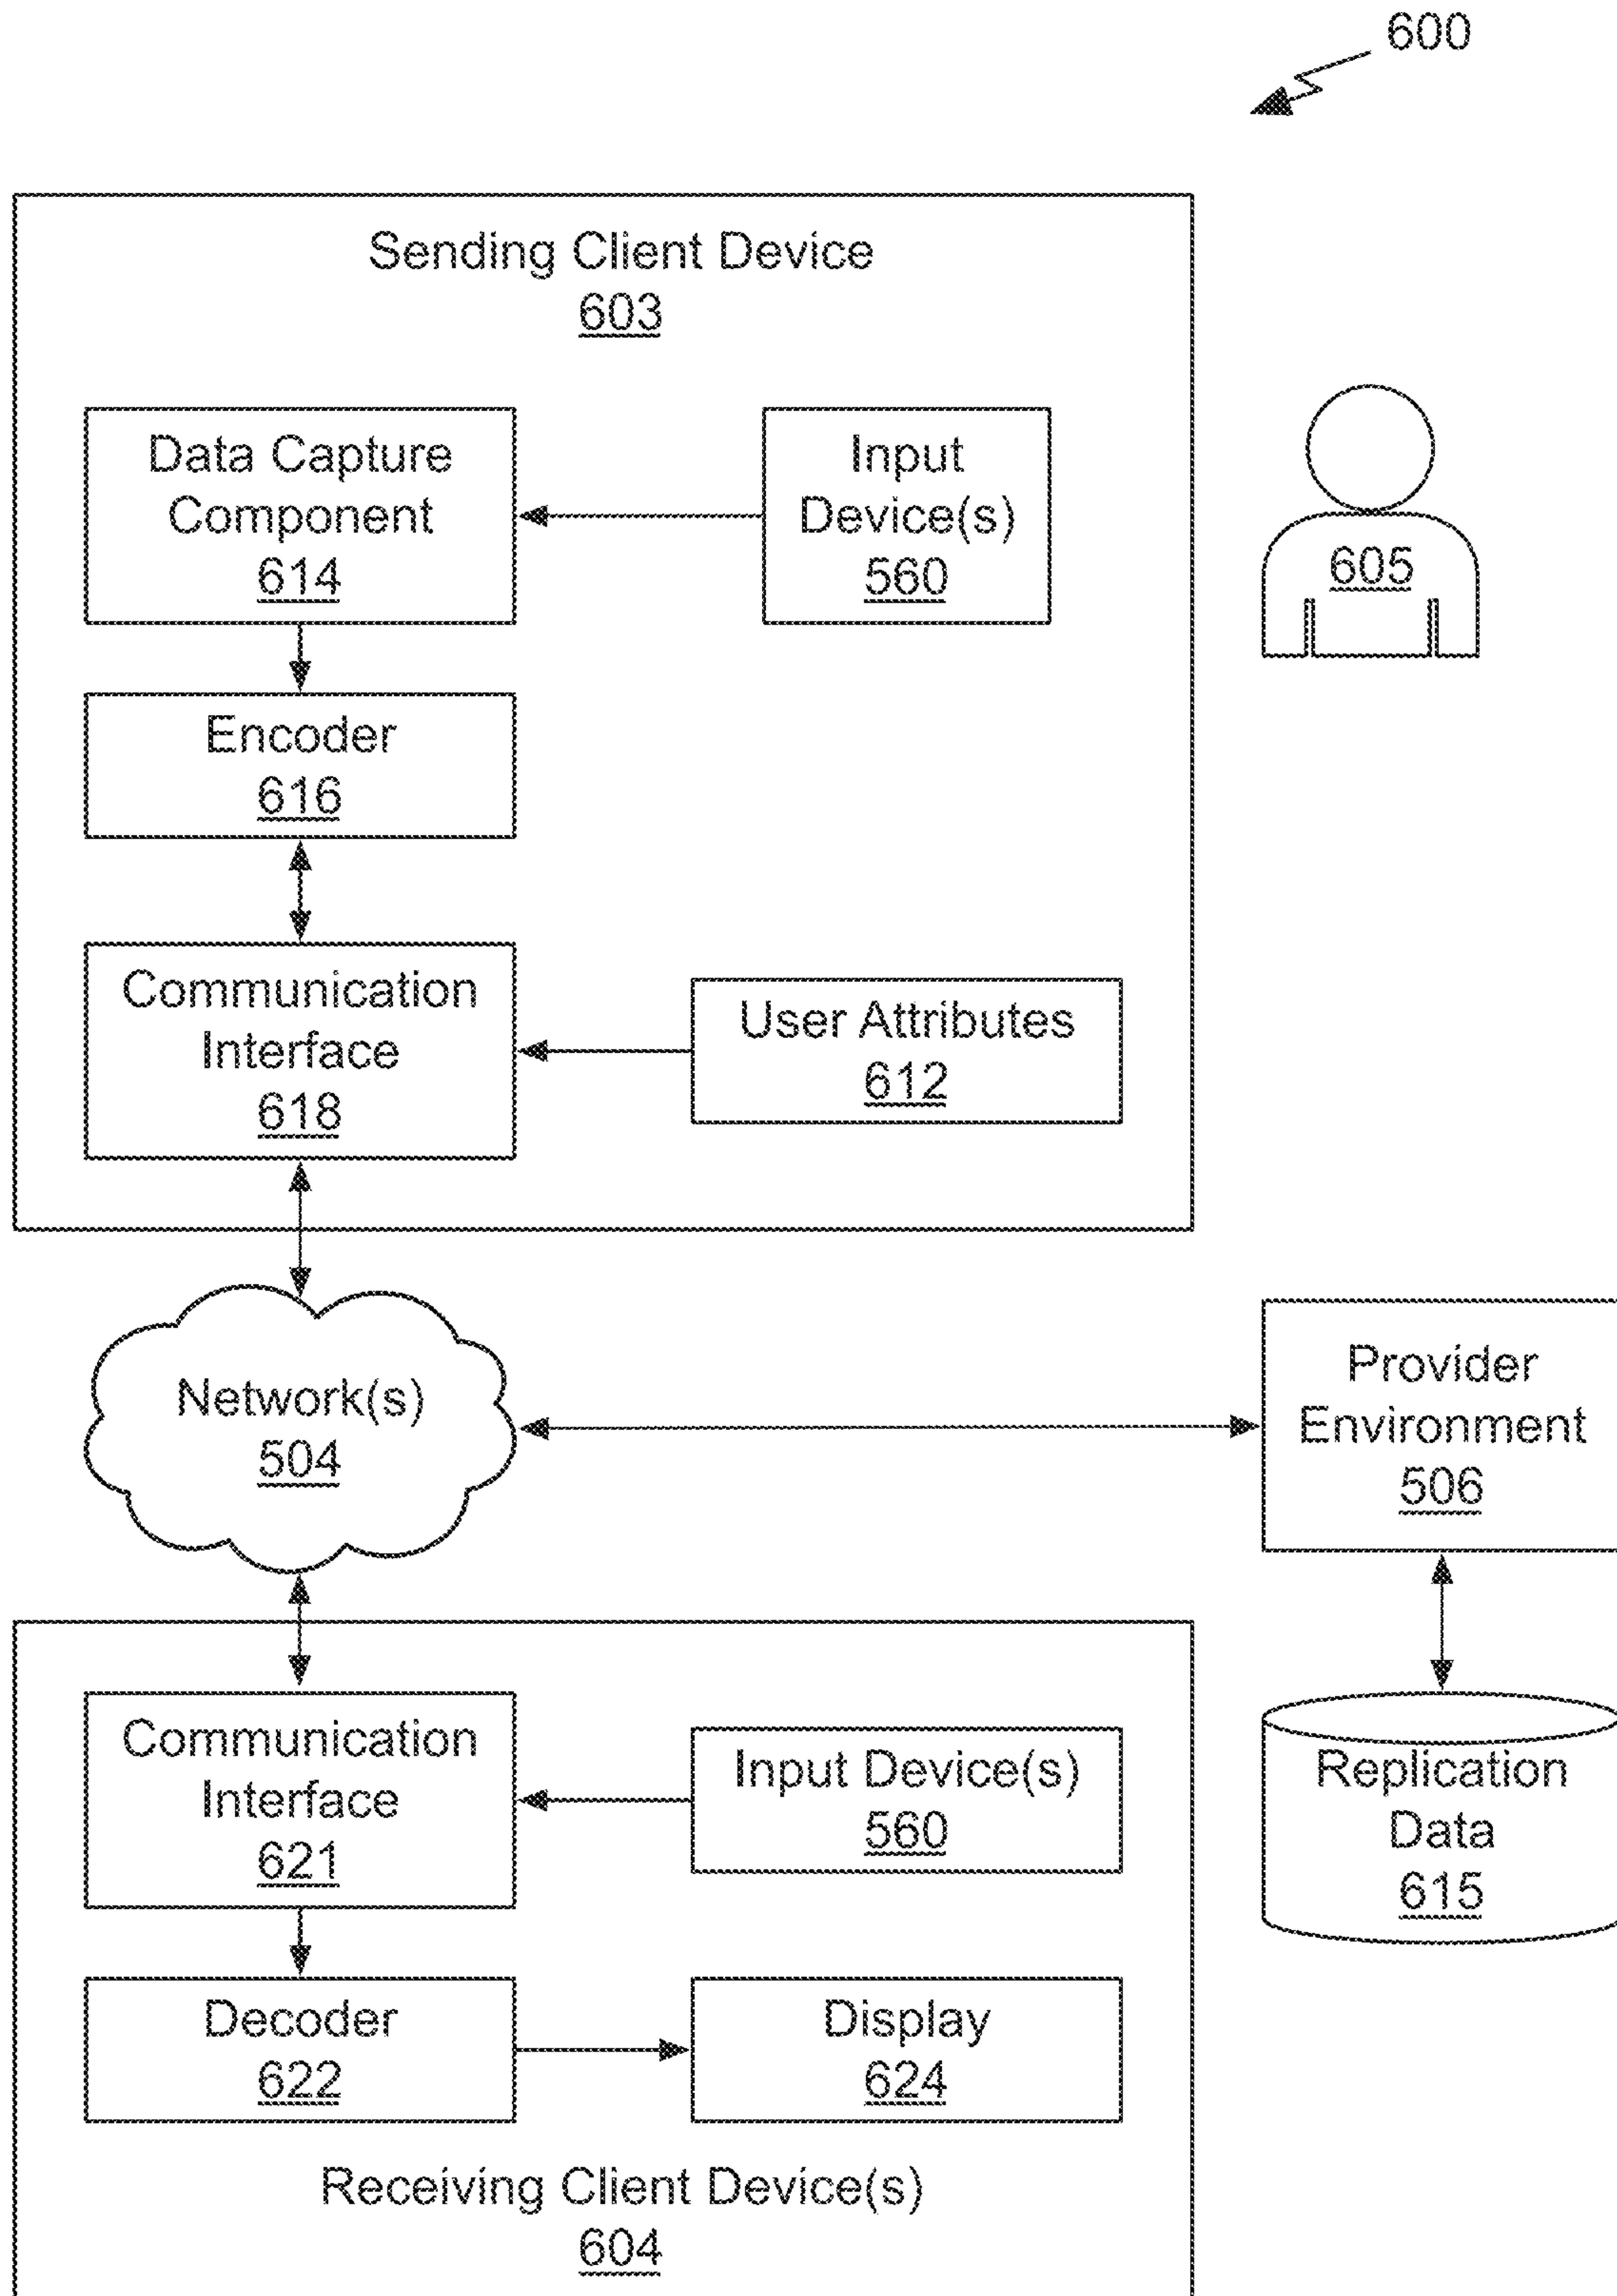 600
Sending Client Device
603
Data Capture
Component
614
Input
Device(s)
560
605
Encoder
616
Communication
Interface
618
User Attributes
612
Network(s)
504
Provider
Environment
506
Communication
Interface
621
Input Device(s)
560
Replication
Data
615
Decoder
622
Display
624
Receiving Client Device(s)
604